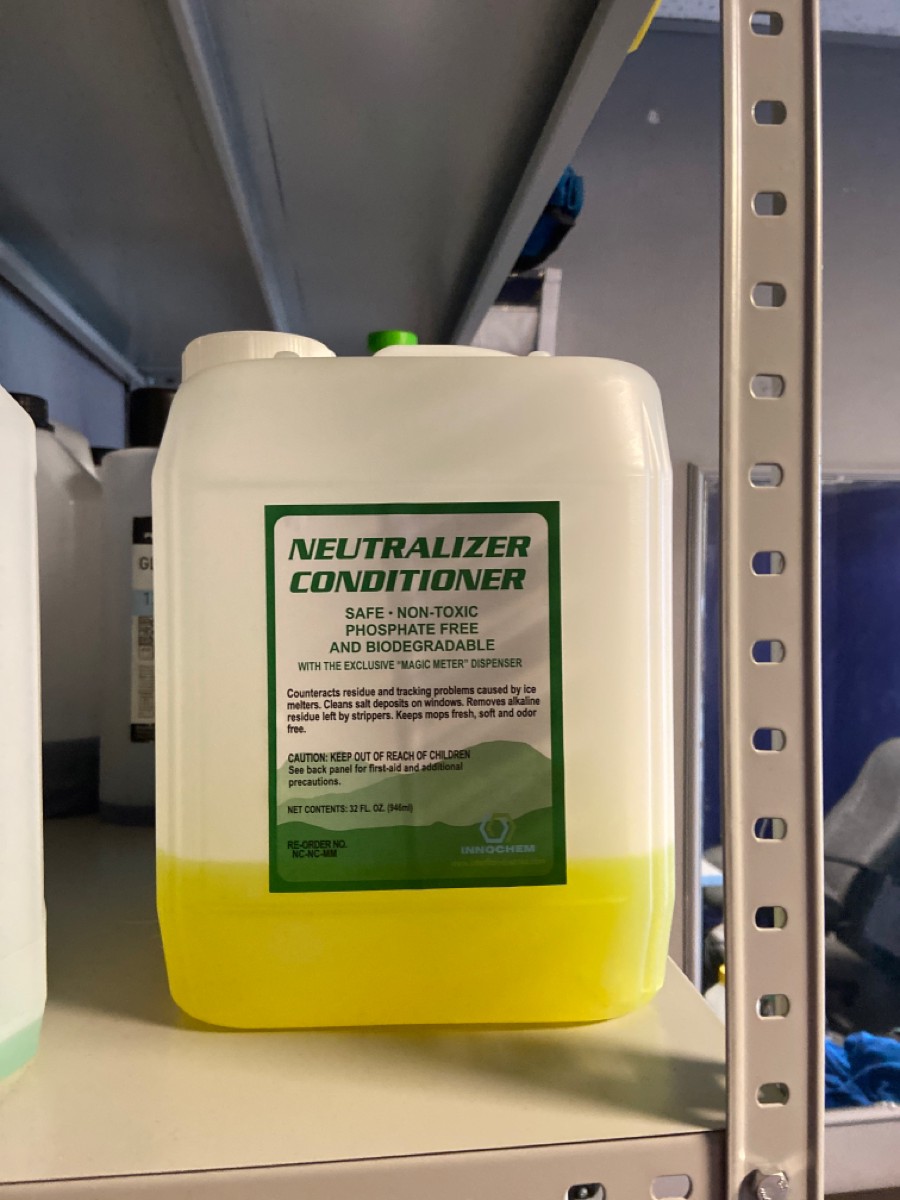 NEUTRALIZER
CONDITIONER
SAFE • NON-TOXIC
PHOSPHATE FREE
AND BIODEGRADABLE
WITH THE EXCLUSIVE “MAGIC METER” DISPENSER
Counteracts residue and tracking problems caused by ice
melters. Cleans salt deposits on windows. Removes alkaline
residue left by strippers. Keeps mops fresh, soft and odor
free.
CAUTION: KEEP OUT OF REACH OF CHILDREN
See back panel for first-aid and additional
precautions.
NET CONTENTS: 32 FL. OZ. (946ml)
RE-ORDER NO.
NC-NC-MM
INNOCHEM